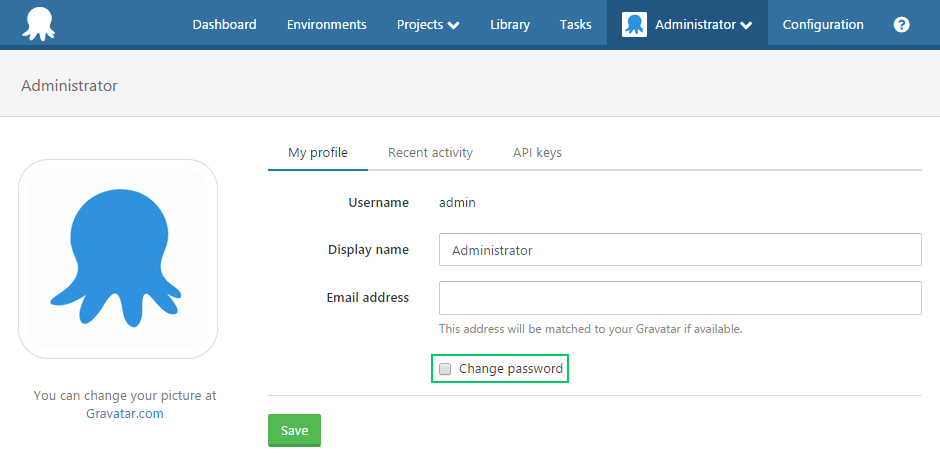 Dashboard Environments Projects Library Tasks Administrator Configuration ?
Administrator
My profile Recent activity API keys
Username admin
Display name Administrator
Email address
This address will be matched to your Gravatar if available.
Change password
You can change your picture at
Gravatar.com
Save